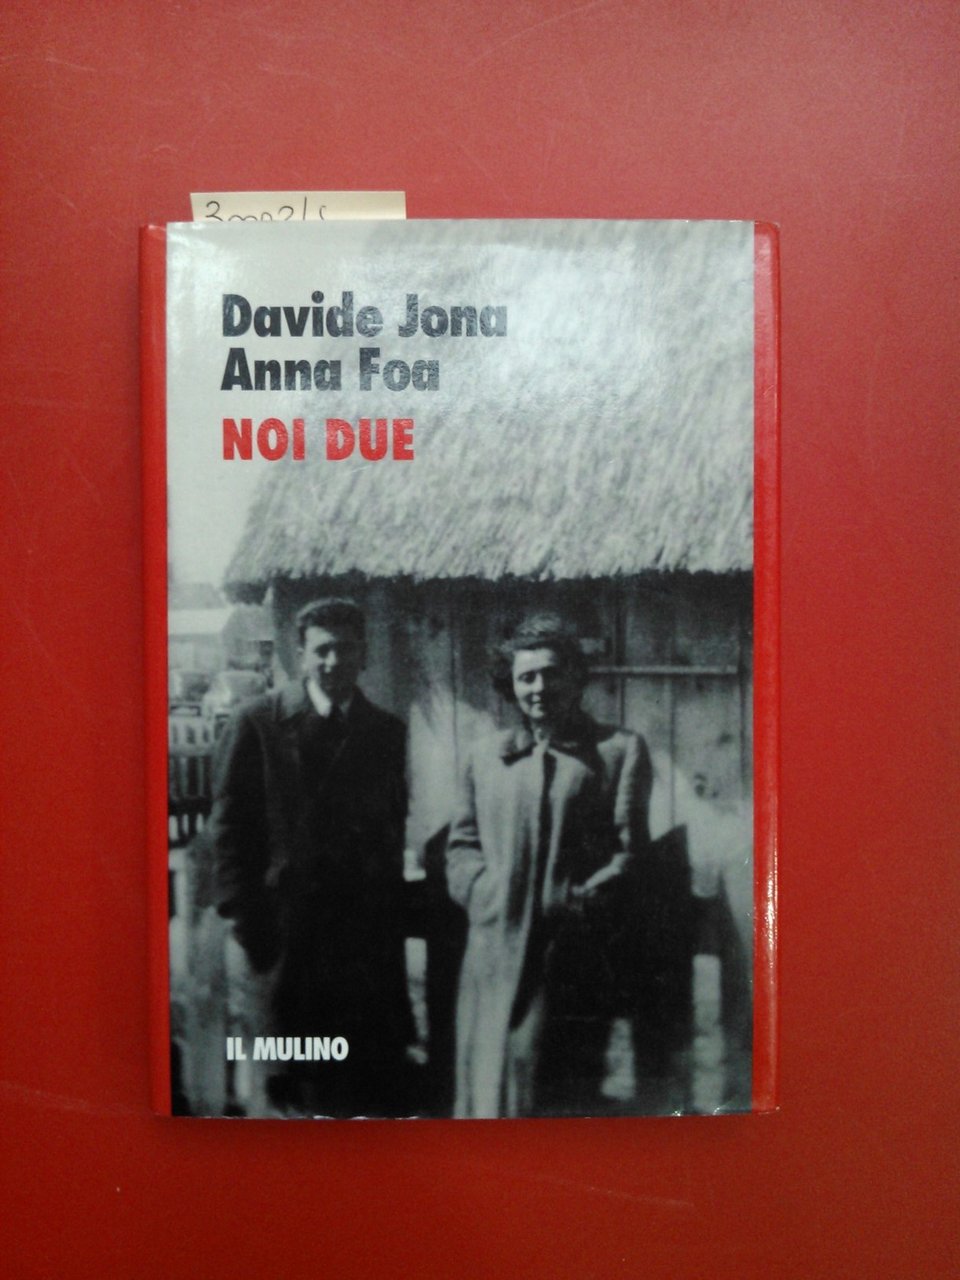 Davide Jona
Anna Foa
NOI DUE
IL MULINO